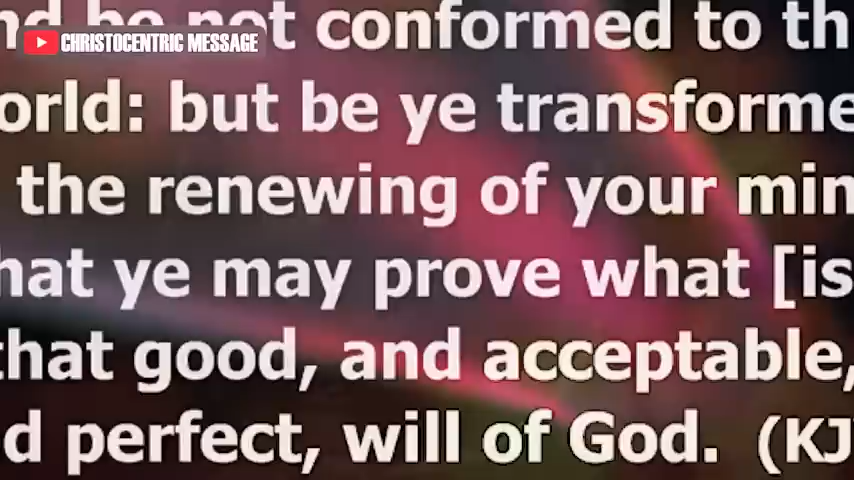 nd be not conformed to th
CHRISTOCENTRIC MESSAGE
orld: but be ye transforme
the renewing of your min
hat ye may prove what [is
that good, and acceptable,
d perfect, will of God. (KJ